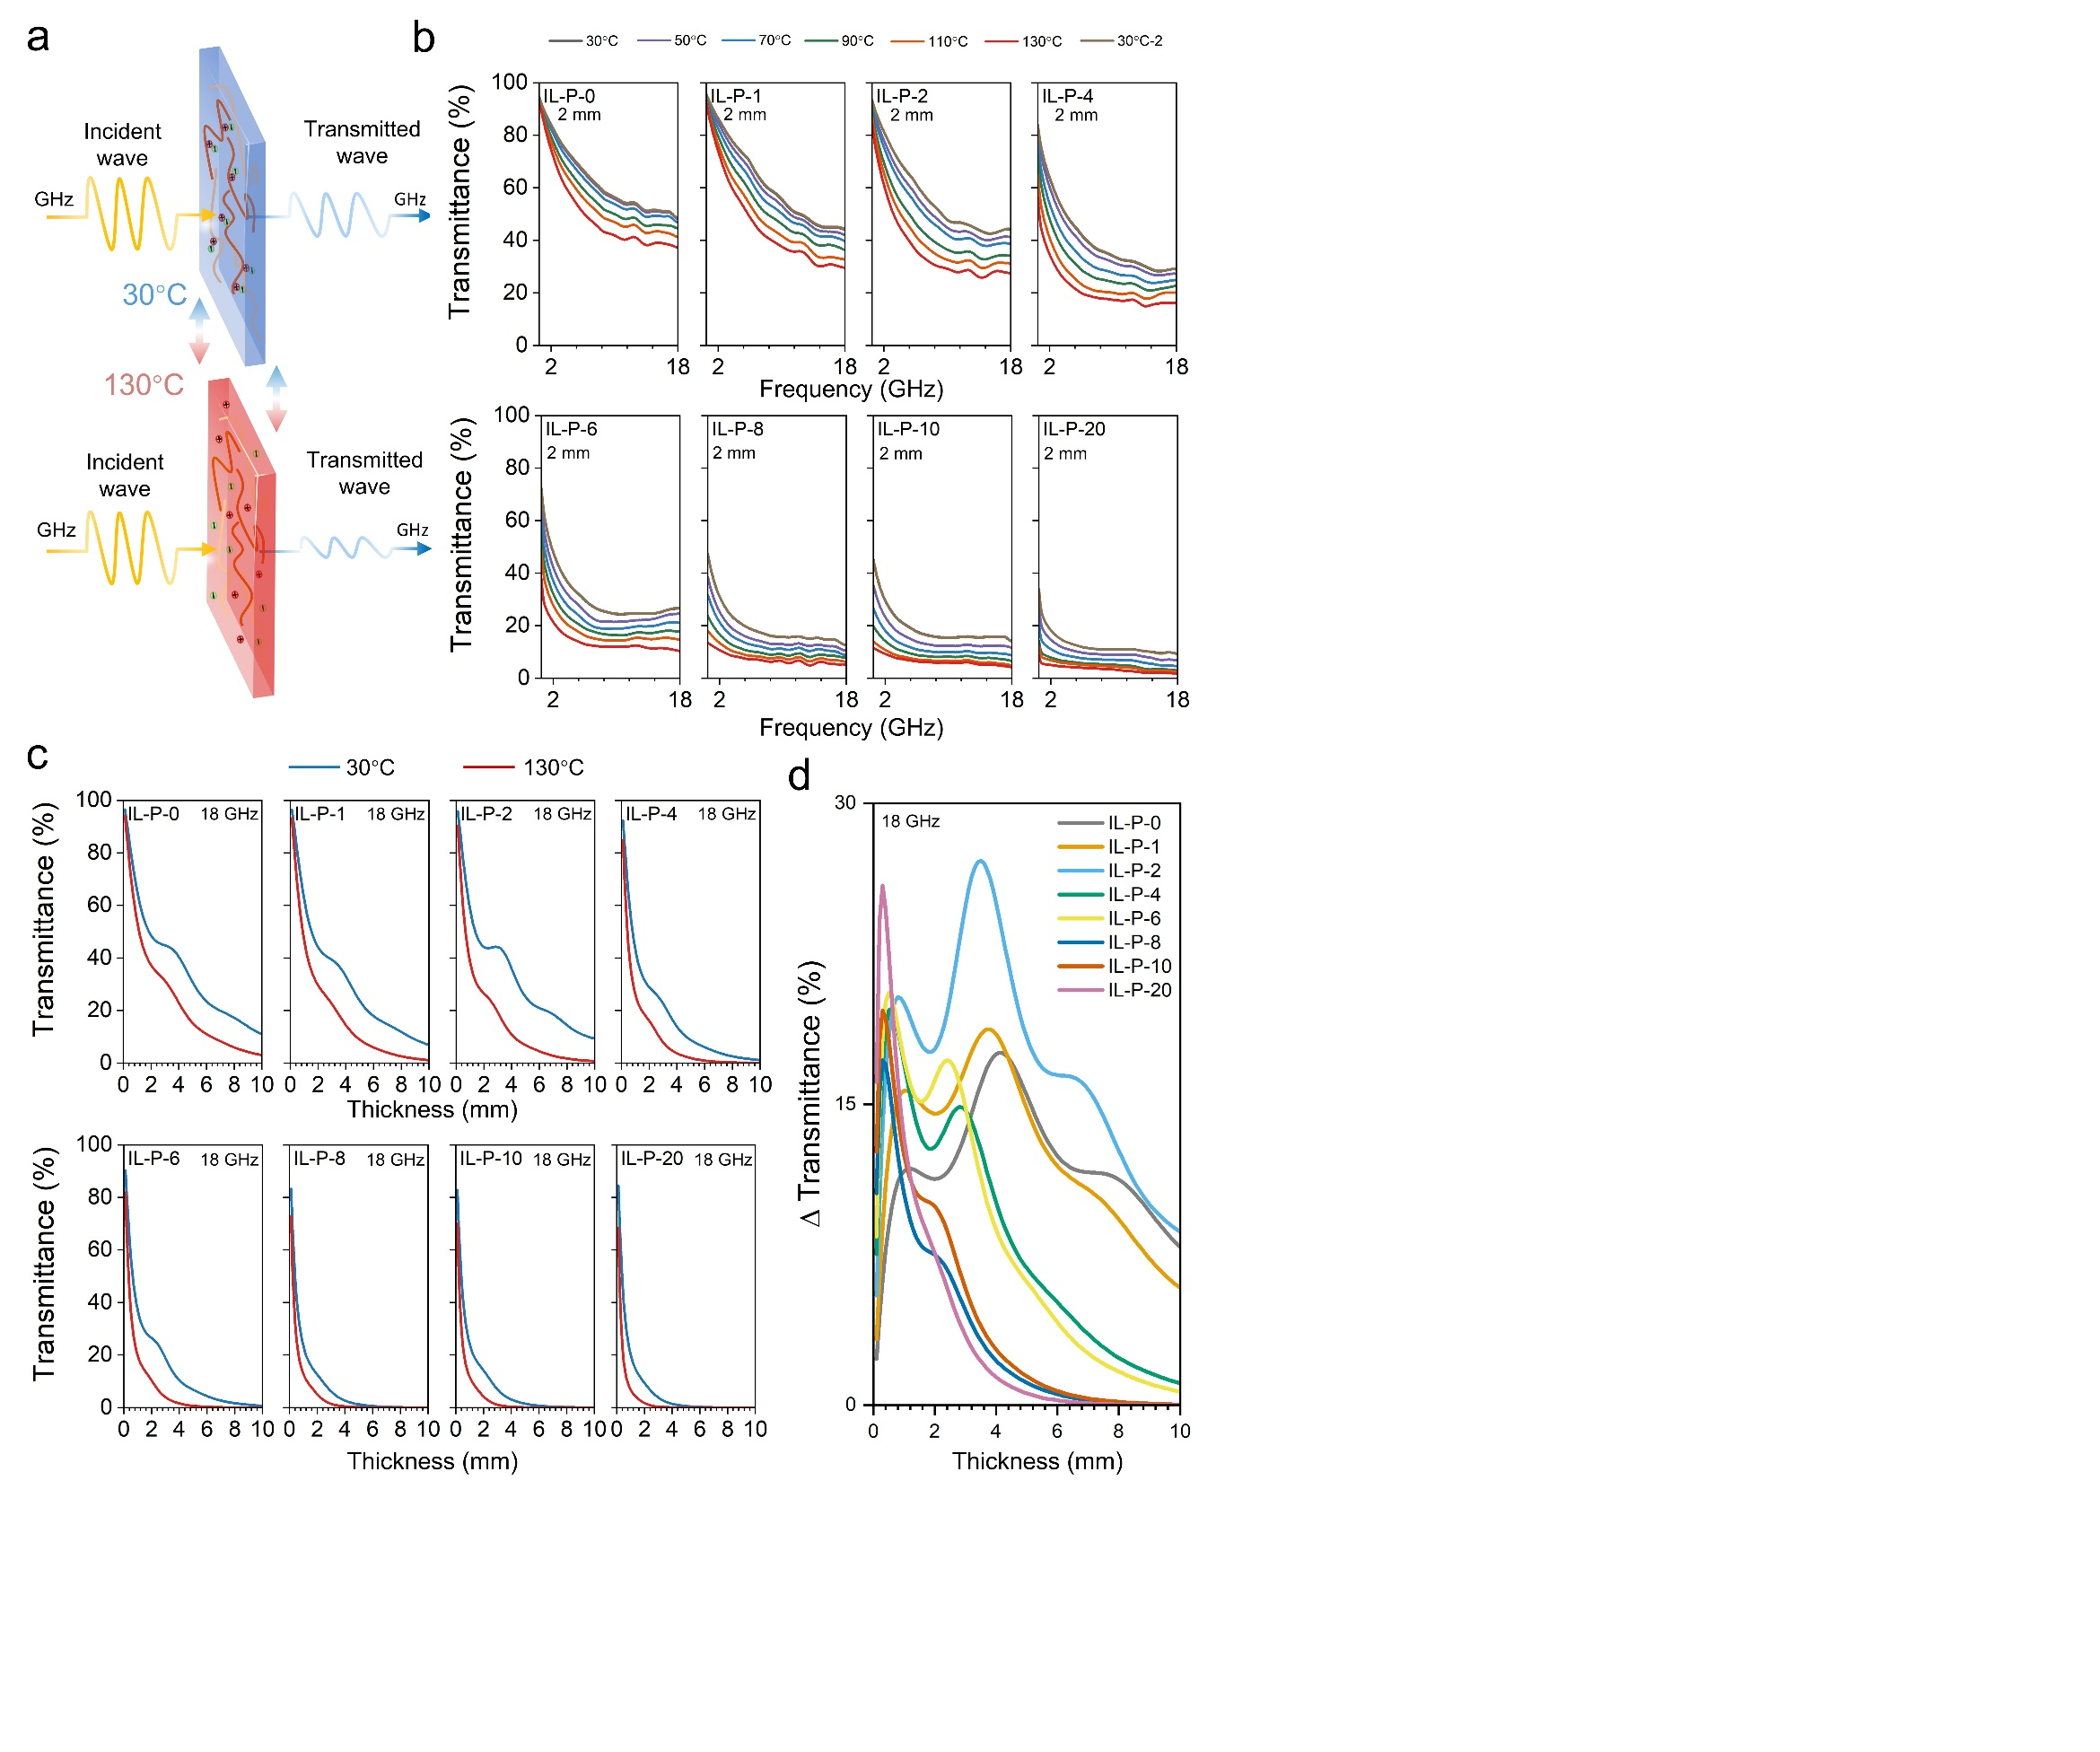 a
Incident
wave
Transmitted
wave
GHz
GHz
30°C
130°C
Incident
wave
Transmitted
wave
GHz
GHz
b
30°C 50°C 70°C 90°C 110°C 130°C 30°C-2
Transmittance (%)
100
80
60
40
20
0
IL-P-0
2 mm
IL-P-1
2 mm
IL-P-2
2 mm
IL-P-4
2 mm
2 18 2 18 2 18 2 18
Frequency (GHz)
Transmittance (%)
100
80
60
40
20
0
IL-P-6
2 mm
IL-P-8
2 mm
IL-P-10
2 mm
IL-P-20
2 mm
2 18 2 18 2 18 2 18
Frequency (GHz)
c
30°C 130°C
Transmittance (%)
100
80
60
40
20
0
IL-P-0 18 GHz
IL-P-1 18 GHz
IL-P-2 18 GHz
IL-P-4 18 GHz
0 2 4 6 8 10 0 2 4 6 8 10 0 2 4 6 8 10 0 2 4 6 8 10
Thickness (mm)
Transmittance (%)
100
80
60
40
20
0
IL-P-6 18 GHz
IL-P-8 18 GHz
IL-P-10 18 GHz
IL-P-20 18 GHz
0 2 4 6 8 10 0 2 4 6 8 10 0 2 4 6 8 10 0 2 4 6 8 10
Thickness (mm)
d
Δ Transmittance (%)
30
15
0
18 GHz
IL-P-0
IL-P-1
IL-P-2
IL-P-4
IL-P-6
IL-P-8
IL-P-10
IL-P-20
0 2 4 6 8 10
Thickness (mm)